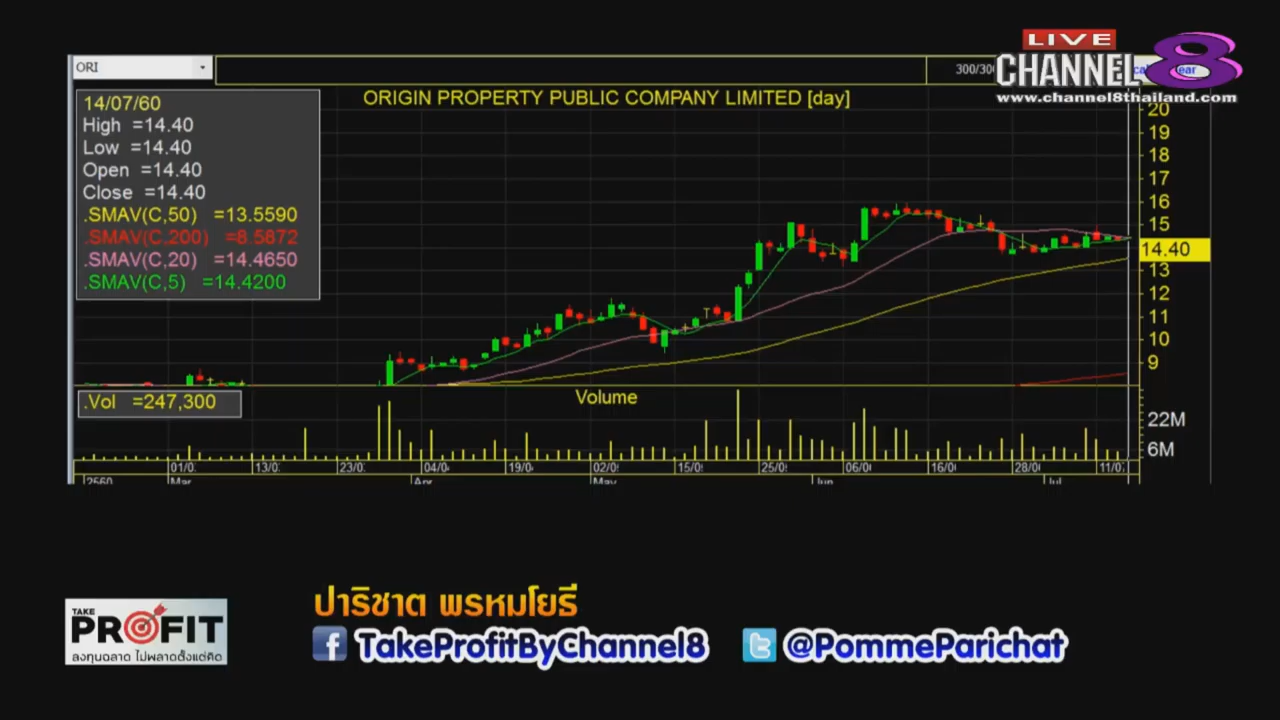 LIVE
CHANNEL 8
www.channel8thailand.com
ORI
300/300
ORIGIN PROPERTY PUBLIC COMPANY LIMITED [day]
14/07/60
High =14.40
Low =14.40
Open =14.40
Close =14.40
.SMAV(C,50) =13.5590
.SMAV(C,200) =8.5872
.SMAV(C,20) =14.4650
.SMAV(C,5) =14.4200
20
19
18
17
16
15
14.40
13
12
11
10
9
.Vol =247,300
Volume
22M
6M
01/0
13/0
23/0
04/0
19/0
02/0
15/0
25/0
06/0
16/0
28/0
11/0
2560
Mar
Apr
May
Jun
Jul
TAKE
PROFIT
ลงทุนฉลาด ไม่พลาดตั้งแต่คิด
ปาริชาต พรหมโยธี
TakeProfitByChannel8
@PommeParichat